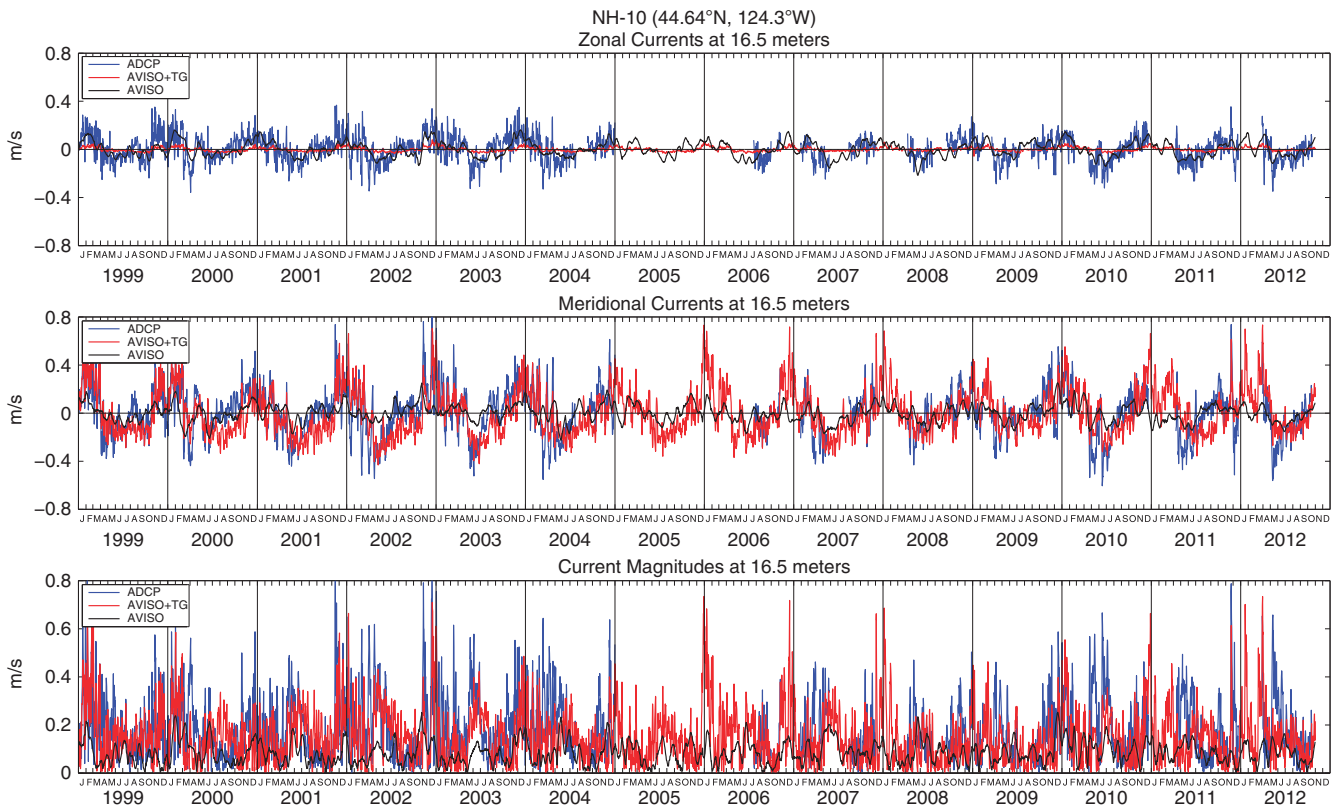 NH-10 (44.64°N, 124.3°W)
Zonal Currents at 16.5 meters
0.8
ADCP
AVISO+TG
AVISO
0.4
m/s
0
−0.4
−0.8
J F M A M J J A S O N D J F M A M J J A S O N D J F M A M J J A S O N D J F M A M J J A S O N D J F M A M J J A S O N D J F M A M J J A S O N D J F M A M J J A S O N D J F M A M J J A S O N D J F M A M J J A S O N D J F M A M J J A S O N D J F M A M J J A S O N D J F M A M J J A S O N D J F M A M J J A S O N D J F M A M J J A S O N D
1999 2000 2001 2002 2003 2004 2005 2006 2007 2008 2009 2010 2011 2012
Meridional Currents at 16.5 meters
0.8
ADCP
AVISO+TG
AVISO
0.4
m/s
0
−0.4
−0.8
J F M A M J J A S O N D J F M A M J J A S O N D J F M A M J J A S O N D J F M A M J J A S O N D J F M A M J J A S O N D J F M A M J J A S O N D J F M A M J J A S O N D J F M A M J J A S O N D J F M A M J J A S O N D J F M A M J J A S O N D J F M A M J J A S O N D J F M A M J J A S O N D J F M A M J J A S O N D J F M A M J J A S O N D
1999 2000 2001 2002 2003 2004 2005 2006 2007 2008 2009 2010 2011 2012
Current Magnitudes at 16.5 meters
0.8
ADCP
AVISO+TG
AVISO
0.6
m/s
0.4
0.2
0
J F M A M J J A S O N D J F M A M J J A S O N D J F M A M J J A S O N D J F M A M J J A S O N D J F M A M J J A S O N D J F M A M J J A S O N D J F M A M J J A S O N D J F M A M J J A S O N D J F M A M J J A S O N D J F M A M J J A S O N D J F M A M J J A S O N D J F M A M J J A S O N D J F M A M J J A S O N D J F M A M J J A S O N D
1999 2000 2001 2002 2003 2004 2005 2006 2007 2008 2009 2010 2011 2012